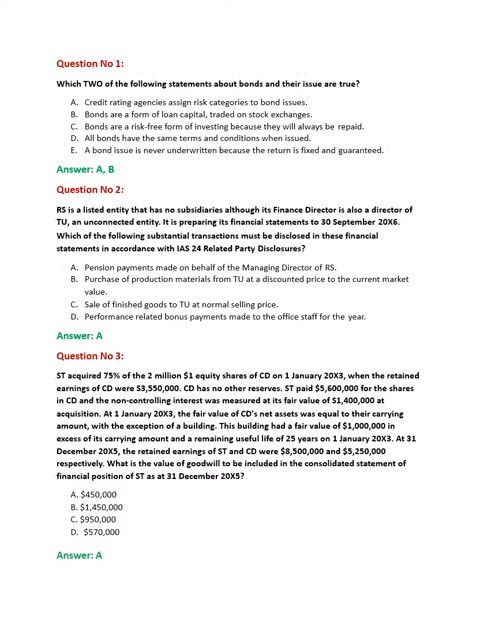 Question No 1:
Which TWO of the following statements about bonds and their issue are true?
A. Credit rating agencies assign risk categories to bond issues.
B. Bonds are a form of loan capital, traded on stock exchanges.
C. Bonds are a risk-free form of investing because they will always be repaid.
D. All bonds have the same terms and conditions when issued.
E. A bond issue is never underwritten because the return is fixed and guaranteed.
Answer: A, B
Question No 2:
RS is a listed entity that has no subsidiaries although its Finance Director is also a director of
TU, an unconnected entity. It is preparing its financial statements to 30 September 20X6.
Which of the following substantial transactions must be disclosed in these financial
statements in accordance with IAS 24 Related Party Disclosures?
A. Pension payments made on behalf of the Managing Director of RS.
B. Purchase of production materials from TU at a discounted price to the current market
value.
C. Sale of finished goods to TU at normal selling price.
D. Performance related bonus payments made to the office staff for the year.
Answer: A
Question No 3:
ST acquired 75% of the 2 million $1 equity shares of CD on 1 January 20X3, when the retained
earnings of CD were S3,550,000. CD has no other reserves. ST paid $5,600,000 for the shares
in CD and the non-controlling interest was measured at its fair value of S1,400,000 at
acquisition. At 1 January 20X3, the fair value of CD's net assets was equal to their carrying
amount, with the exception of a building. This building had a fair value of $1,000,000 in
excess of its carrying amount and a remaining useful life of 25 years on 1 January 20X3. At 31
December 20X5, the retained earnings of ST and CD were $8,500,000 and $5,250,000
respectively. What is the value of goodwill to be included in the consolidated statement of
financial position of ST as at 31 December 20X5?
A. $450,000
B. $1,450,000
C. $950,000
D. $570,000
Answer: A